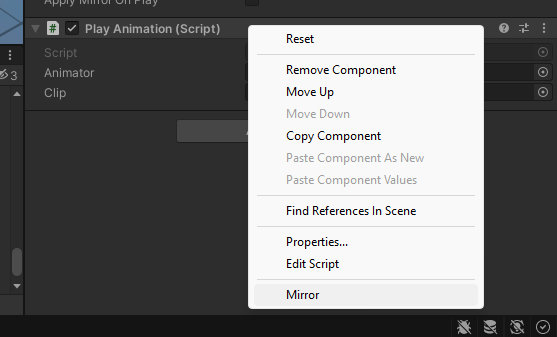 Apply Mirror On Play
Play Animation (Script)
3
Script
Animator
Clip
A
Reset
Remove Component
Move Up
Move Down
Copy Component
Paste Component As New
Paste Component Values
Find References In Scene
Properties...
Edit Script
Mirror